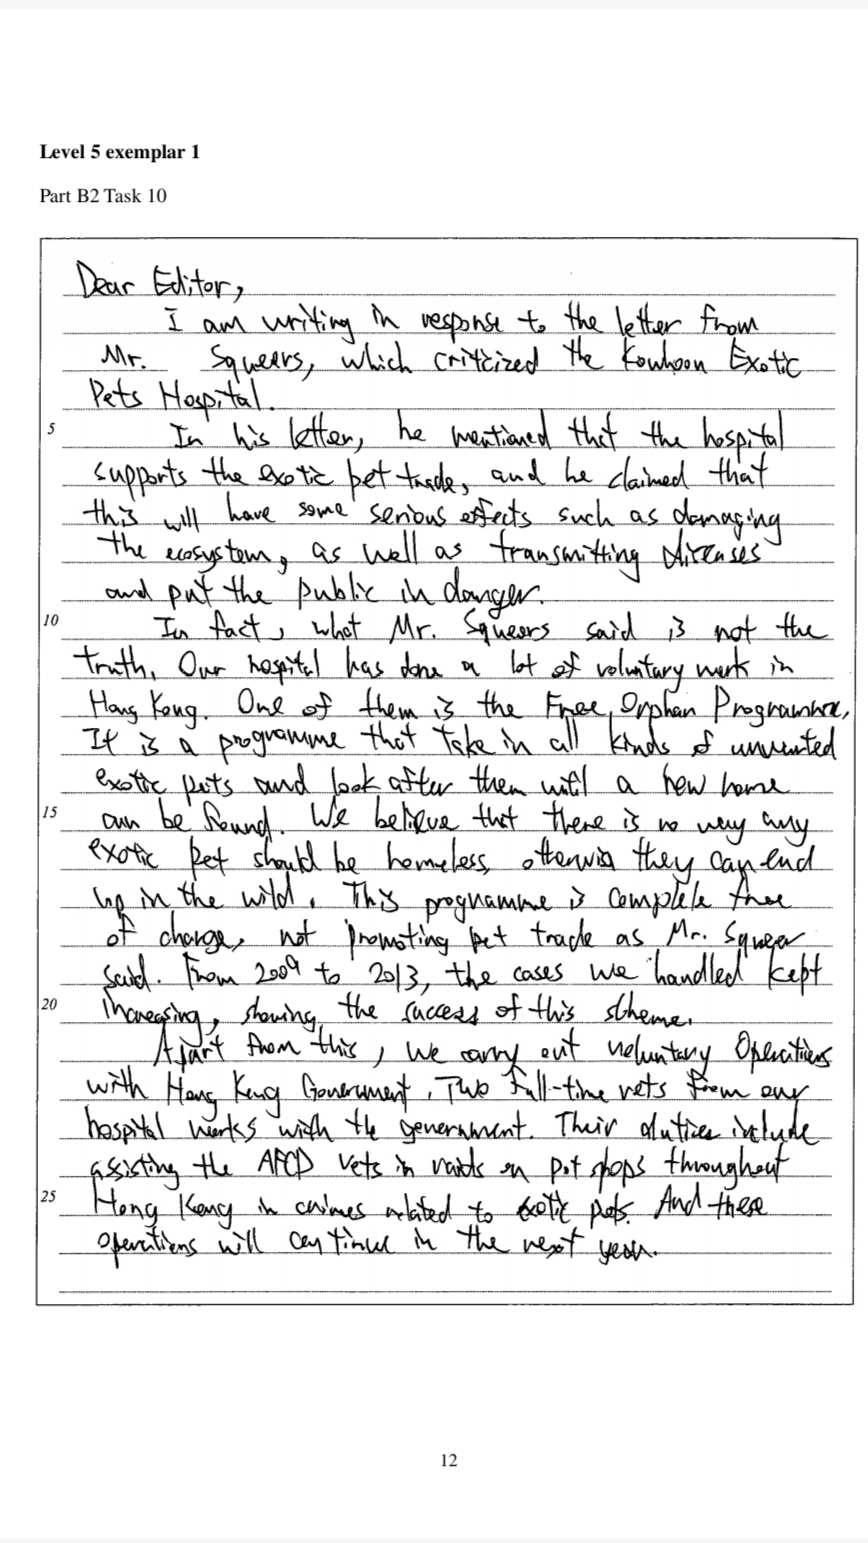 Level 5 exemplar 1
Part B2 Task 10
Dear Editor,
I am writing in response to the letter from
Mr. Squeers, which criticized the Kowloon Exotic
Pets Hospital.
5
In his letter, he mentioned that the hospital
supports the exotic pet trade, and he claimed that
this will have some serious effects such as damaging
the ecosystem, as well as transmitting diseases
and put the public in danger.
10
In fact, what Mr. Squeers said is not the
truth. Our hospital has done a lot of voluntary work in
Hong Kong. One of them is the Free Orphan Programme,
It is a programme that take in all kinds of unwanted
exotic pets and look after them until a new home
15
can be found. We believe that there is no way any
exotic pet should be homeless, otherwise they can end
up in the wild. This programme is complete free
of charge, not promoting pet trade as Mr. Squeer
said. From 2009 to 2013, the cases we handled kept
20
increasing, showing the success of this scheme.
Apart from this, we carry out voluntary Operations
with Hong Kong Government. Two full-time vets from our
hospital works with the government. Their duties include
assisting the AFCD vets in raids on pet shops throughout
25
Hong Kong in crimes related to exotic pets. And these
operations will continue in the next year.
12